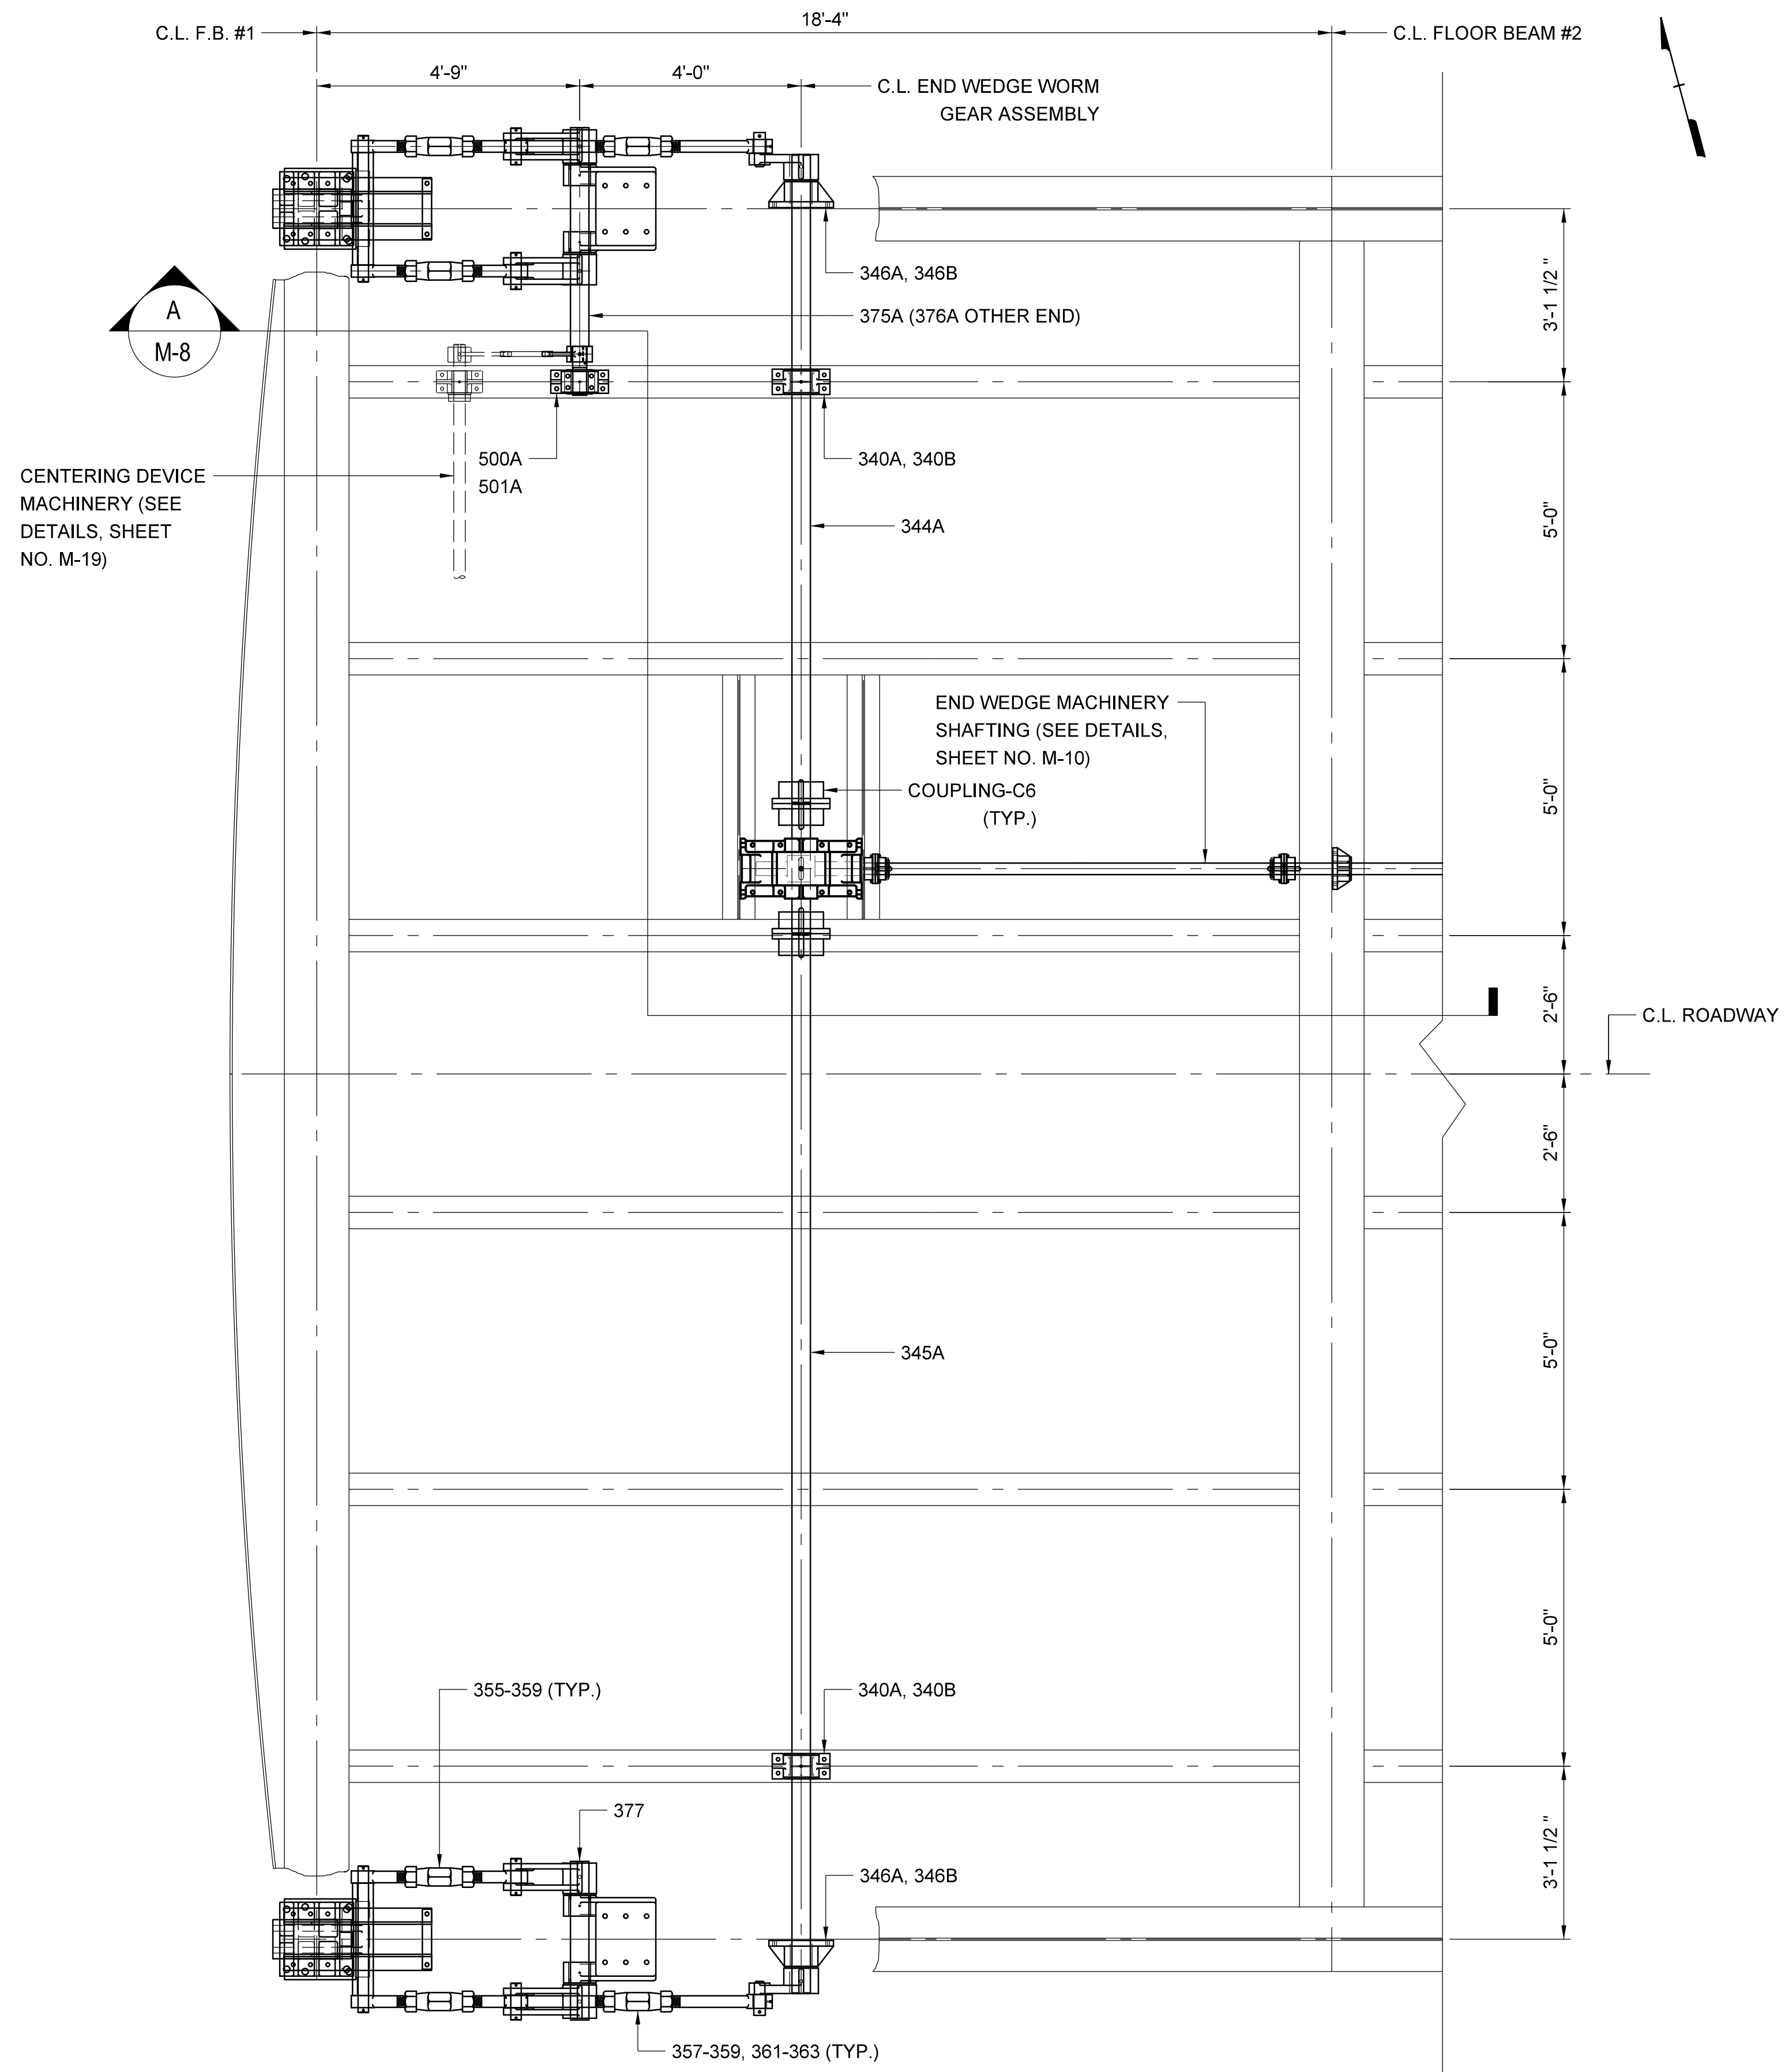 18'-4"
C.L. F.B. #1
C.L. FLOOR BEAM #2
4'-9"
4'-0"
C.L. END WEDGE WORM
GEAR ASSEMBLY
346A, 346B
3'-1 1/2 "
375A (376A OTHER END)
A
M-8
500A
501A
340A, 340B
CENTERING DEVICE
MACHINERY (SEE
DETAILS, SHEET
NO. M-19)
344A
5'-0"
END WEDGE MACHINERY
SHAFTING (SEE DETAILS,
SHEET NO. M-10)
COUPLING-C6
(TYP.)
5'-0"
2'-6"
C.L. ROADWAY
2'-6"
345A
5'-0"
5'-0"
355-359 (TYP.)
340A, 340B
377
346A, 346B
3'-1 1/2 "
357-359, 361-363 (TYP.)